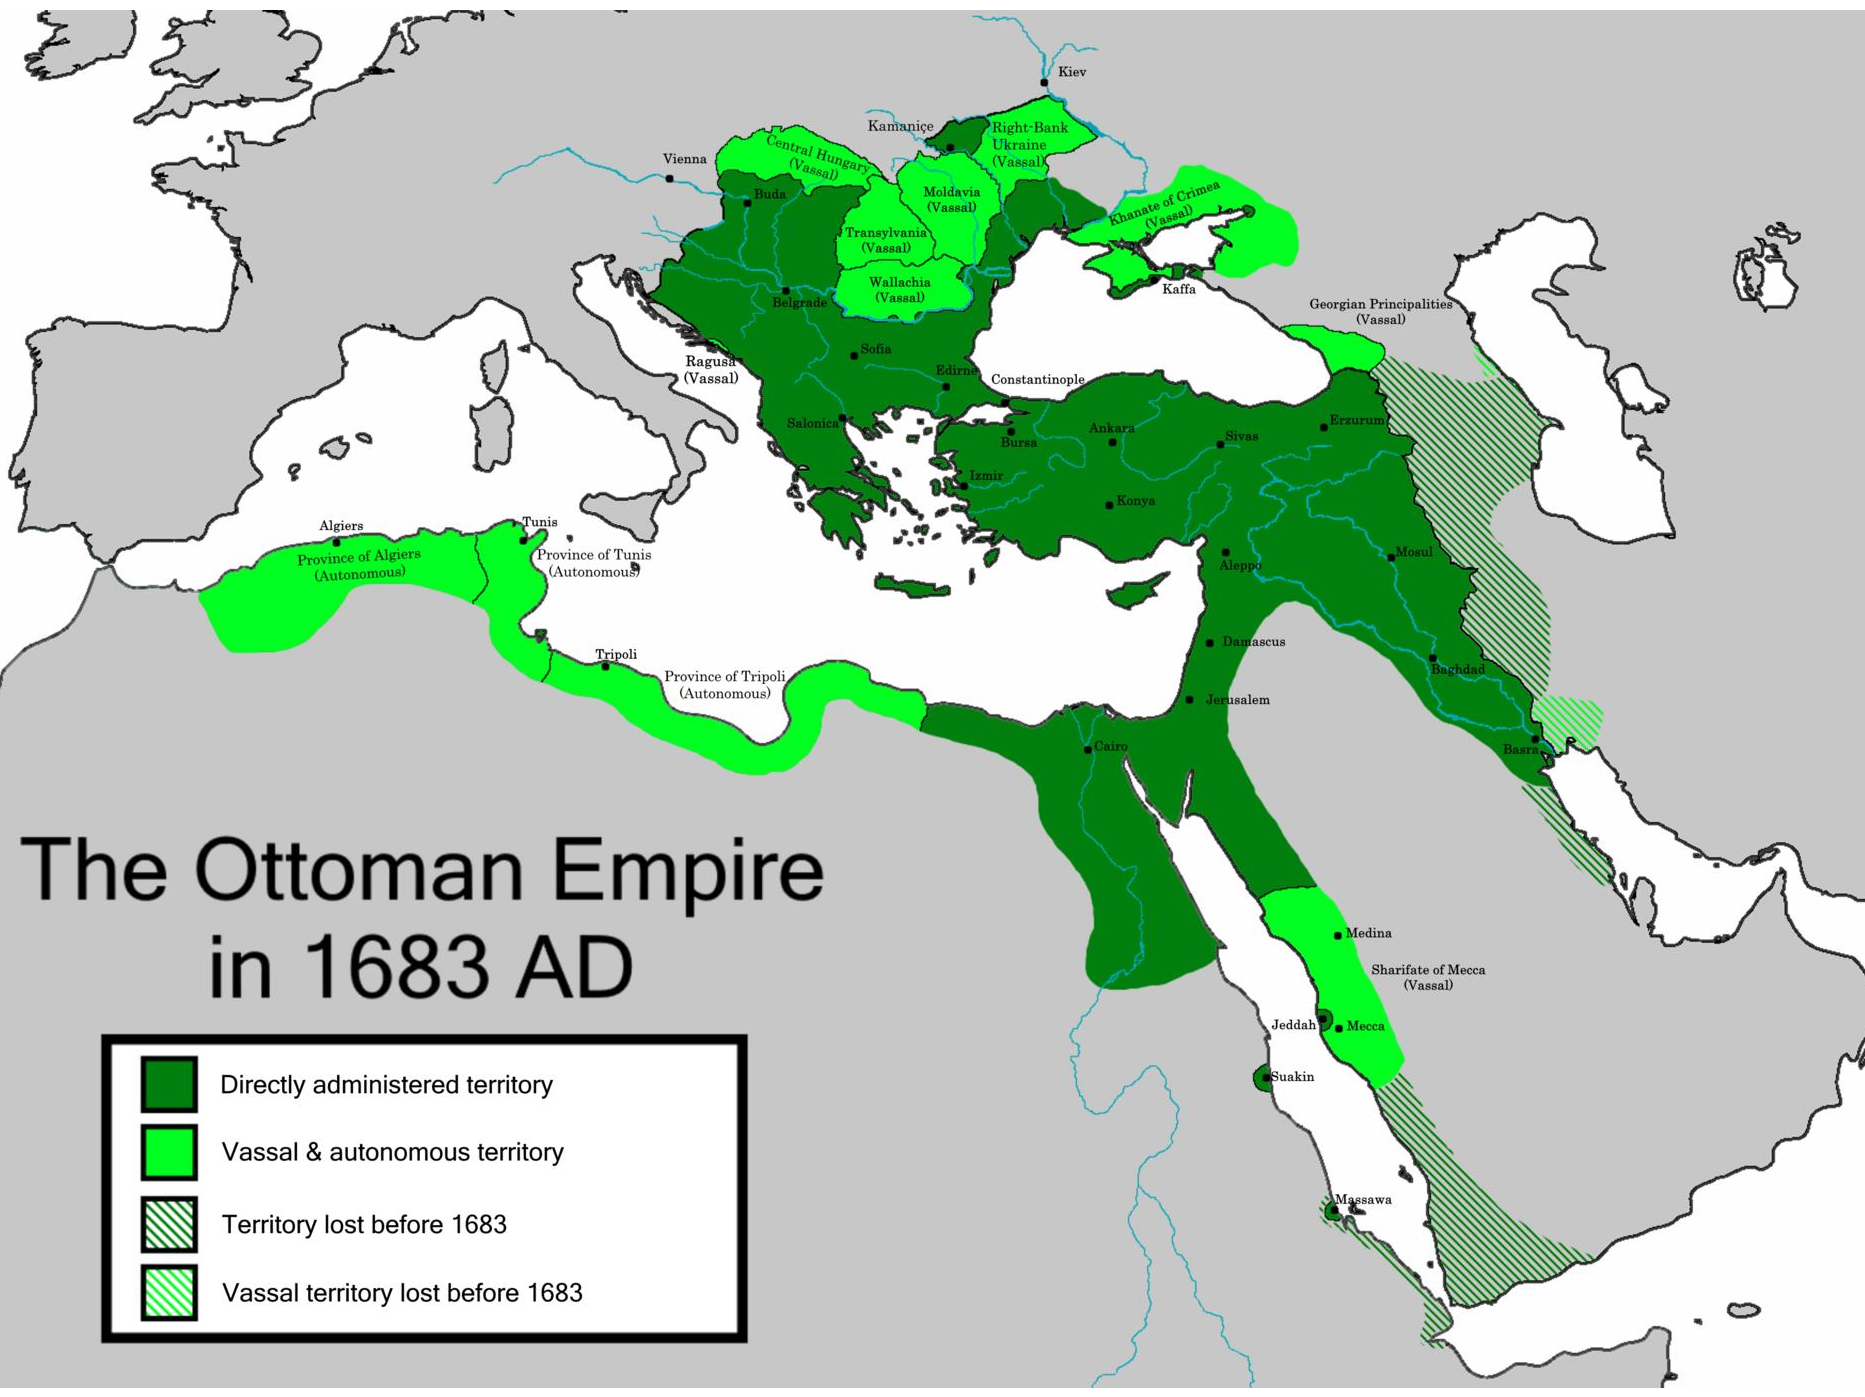 Kiev
Kamaniçe
Right-Bank
Ukraine
(Vassal)
Central Hungary
(Vassal)
Vienna
Buda
Moldavia
(Vassal)
Khanate of Crimea
(Vassal)
Transylvania
(Vassal)
Wallachia
(Vassal)
Belgrade
Kaffa
Georgian Principalities
(Vassal)
Sofia
Ragusa
(Vassal)
Edirne
Constantinople
Salonica
Bursa
Ankara
Sivas
Erzurum
Izmir
Konya
Algiers
Tunis
Province of Algiers
(Autonomous)
Province of Tunis
(Autonomous)
Aleppo
Mosul
Damascus
Tripoli
Baghdad
Province of Tripoli
(Autonomous)
Jerusalem
Cairo
Basra
The Ottoman Empire
in 1683 AD
Medina
Sharifate of Mecca
(Vassal)
Jeddah
Mecca
Suakin
Massawa
Directly administered territory
Vassal & autonomous territory
Territory lost before 1683
Vassal territory lost before 1683